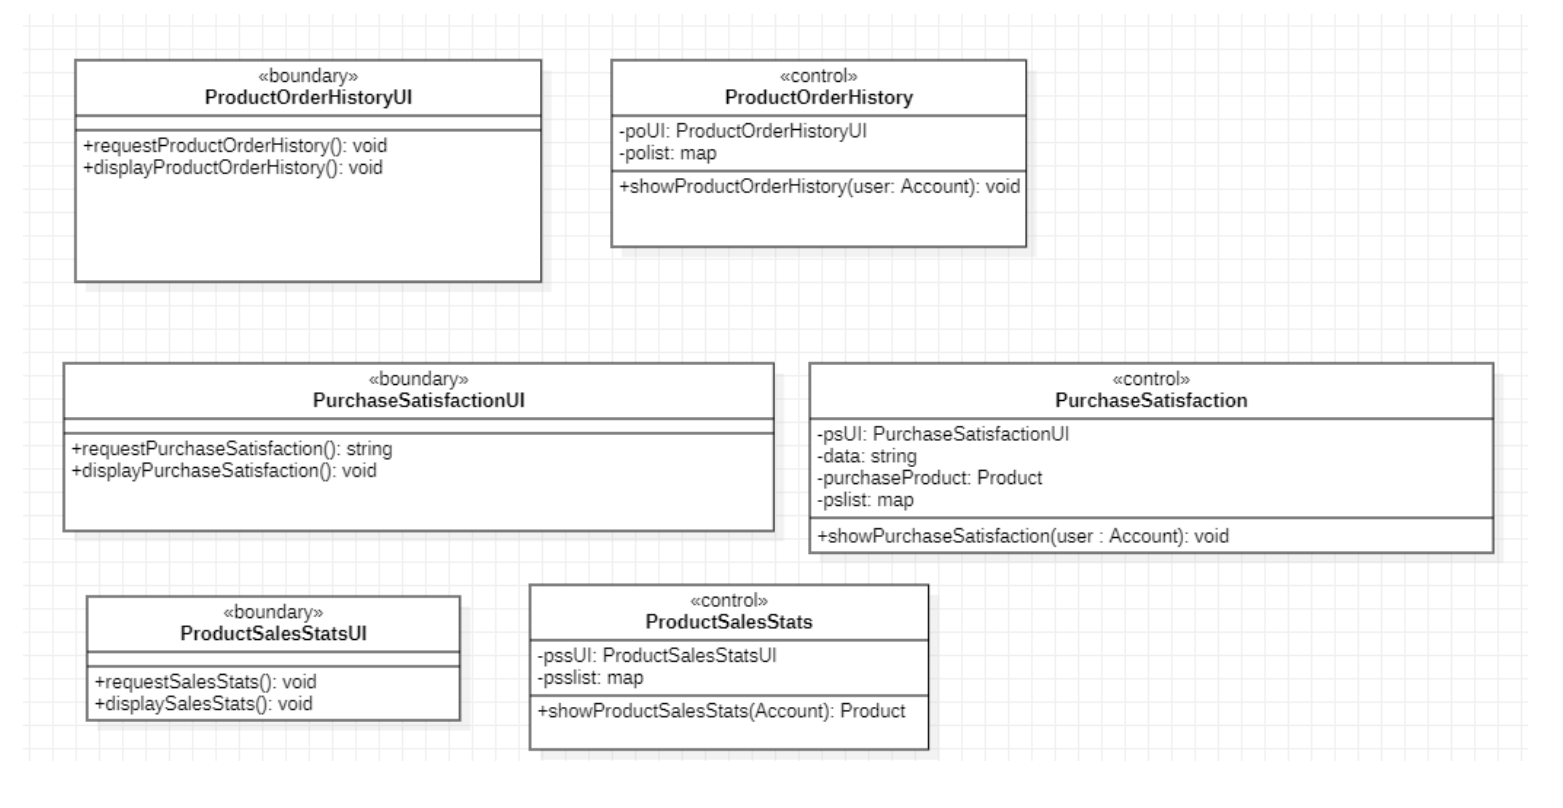 «boundary»
ProductOrderHistoryUI
+requestProductOrderHistory(): void
+displayProductOrderHistory(): void
«control»
ProductOrderHistory
-poUI: ProductOrderHistoryUI
-polist: map
+showProductOrderHistory(user: Account): void
«boundary»
PurchaseSatisfactionUI
+requestPurchaseSatisfaction(): string
+displayPurchaseSatisfaction(): void
«control»
PurchaseSatisfaction
-psUI: PurchaseSatisfactionUI
-data: string
-purchaseProduct: Product
-pslist: map
+showPurchaseSatisfaction(user : Account): void
«boundary»
ProductSalesStatsUI
+requestSalesStats(): void
+displaySalesStats(): void
«control»
ProductSalesStats
-pssUI: ProductSalesStatsUI
-psslist: map
+showProductSalesStats(Account): Product